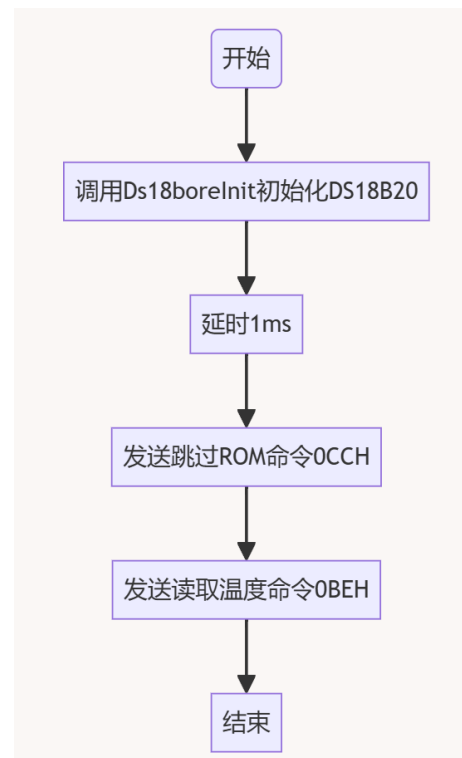 开始
调用Ds18boreInit初始化DS18B20
延时1ms
发送跳过ROM命令0CCH
发送读取温度命令0BEH
结束